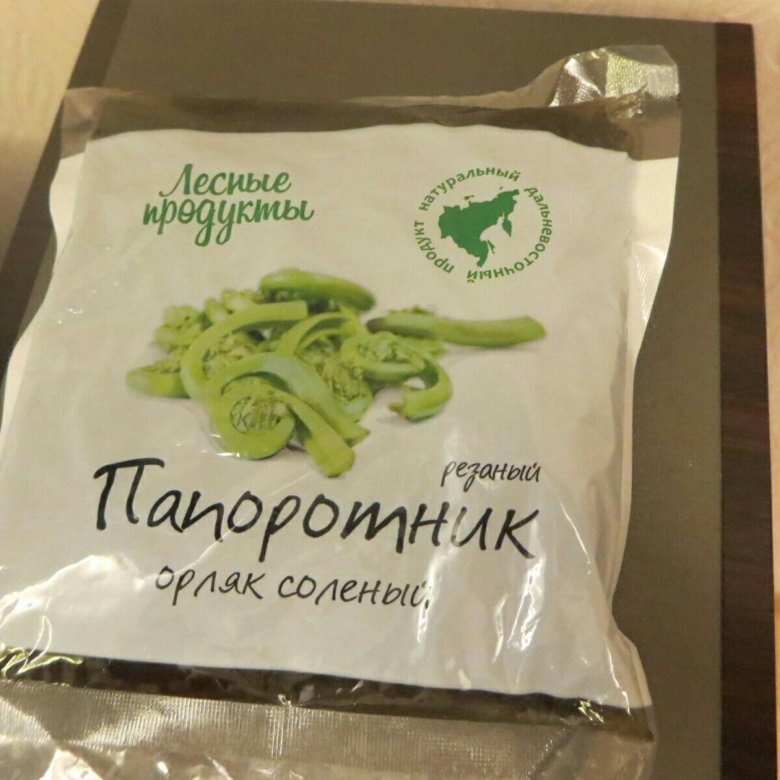 Лесные
продукты
натуральный дальневосточный продукт
резаный
Папоротник
орляк соленый